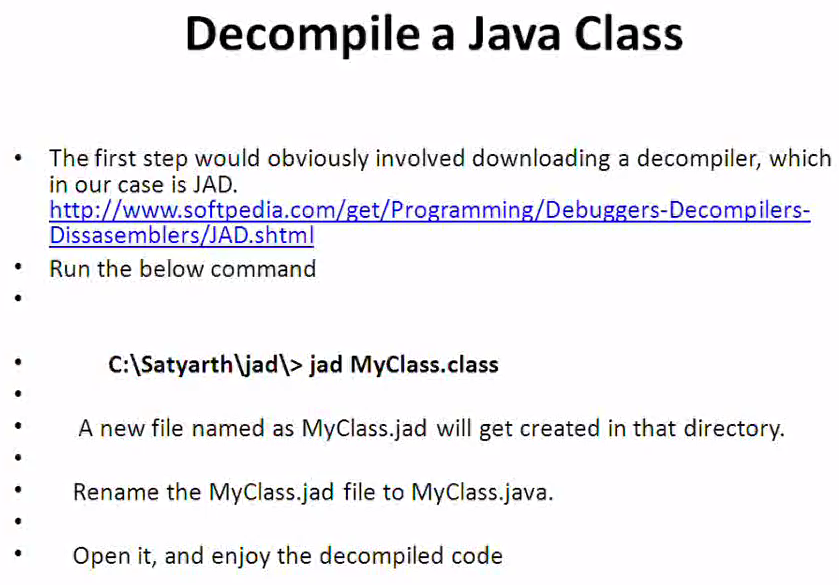 Decompile a Java Class
• The first step would obviously involved downloading a decompiler, which
in our case is JAD.
http://www.softpedia.com/get/Programming/Debuggers-Decompilers-
Dissasemblers/JAD.shtml
• Run the below command
•
• C:\Satyarth\jad\> jad MyClass.class
•
• A new file named as MyClass.jad will get created in that directory.
•
• Rename the MyClass.jad file to MyClass.java.
•
• Open it, and enjoy the decompiled code